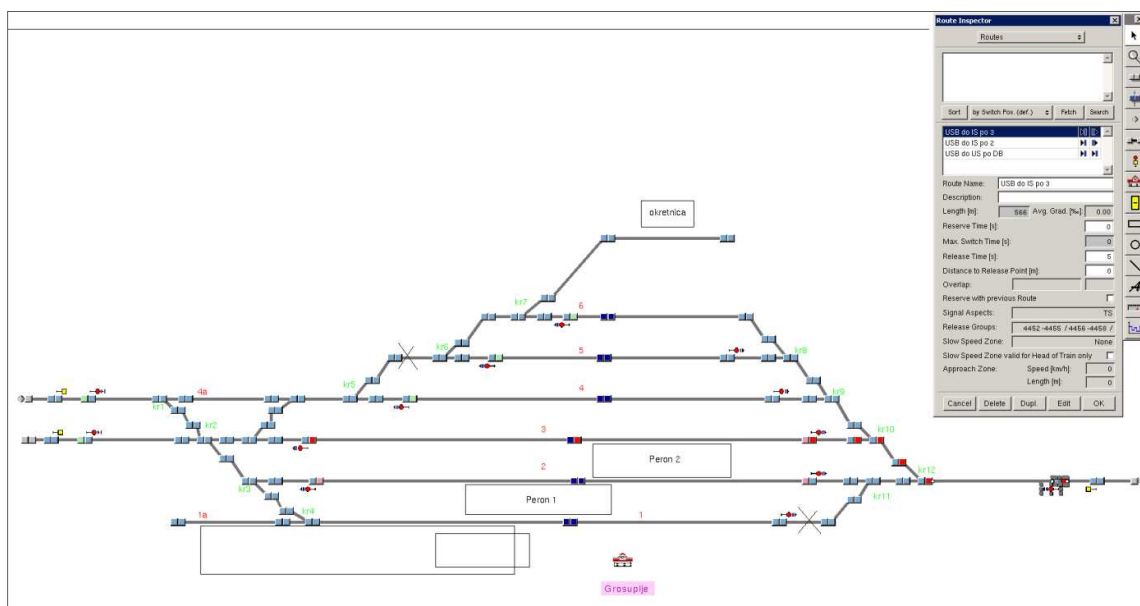 Route Inspector
Routes
Sort by Switch Pos. (def.) Fetch Search
USB do IS po 3
USB do IS po 2
USB do US po DB
Route Name: USB do IS po 3
Description:
Length [m]: 566 Avg. Grad. [‰]: 0.00
Reserve Time [s]: 0
Max. Switch Time [s]: 0
Release Time [s]: 5
Distance to Release Point [m]: 0
Overlap:
Reserve with previous Route
Signal Aspects: TS
Release Groups: 4452 -4455 / 4456 -4458 /
Slow Speed Zone: None
Slow Speed Zone valid for Head of Train only
Approach Zone: Speed [km/h]: 0
Length [m]: 0
Cancel Delete Dupl. Edit OK
okretnica
kr7
6
kr6
5
kr8
kr5
4a
4
kr9
kr1
kr2
3
kr10
Peron 2
2
kr12
kr3
Peron 1
kr11
1a
kr4
1
Grosuplje